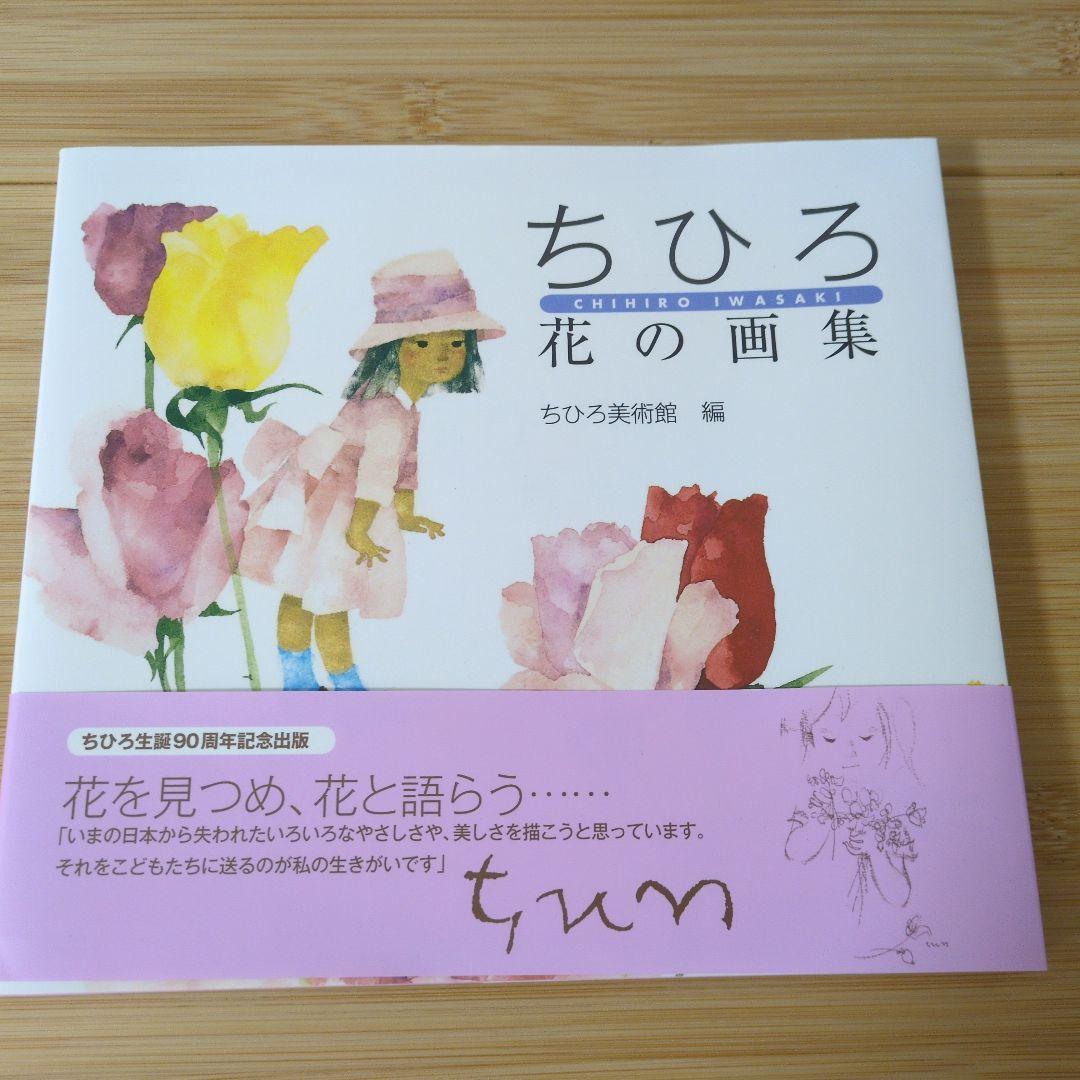 ちひろ
CHIHIRO IWASAKI
花の画集
ちひろ美術館 編
ちひろ生誕90周年記念出版
花を見つめ、花と語らう……
「いまの日本から失われたいろいろなやさしさや、美しさを描こうと思っています。
それをこどもたちに送るのが私の生きがいです」
ちひろ
ちひろ